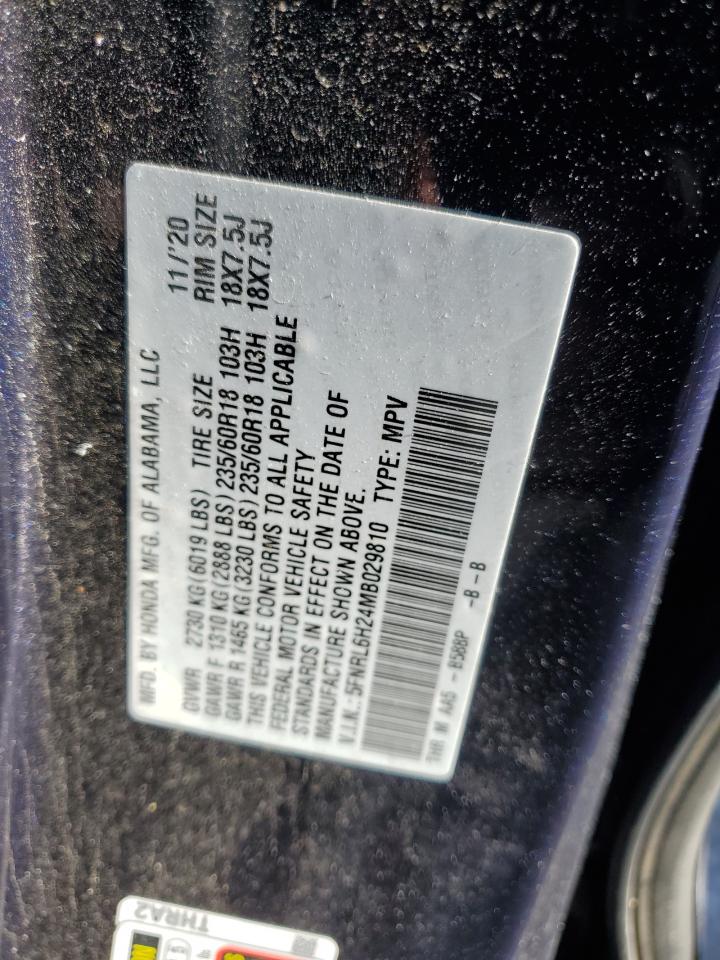 MFD. BY HONDA MFG. OF ALABAMA, LLC 11/'20
GVWR 2730 KG (6019 LBS) TIRE SIZE RIM SIZE
GAWR F 1310 KG (2888 LBS) 235/60R18 103H 18X7.5J
GAWR R 1465 KG (3230 LBS) 235/60R18 103H 18X7.5J
THIS VEHICLE CONFORMS TO ALL APPLICABLE
FEDERAL MOTOR VEHICLE SAFETY
STANDARDS IN EFFECT ON THE DATE OF
MANUFACTURE SHOWN ABOVE.
V.I.N.: 5FNRL6H24MB029810 TYPE: MPV
AA5 - B588P -B -B
THRA2